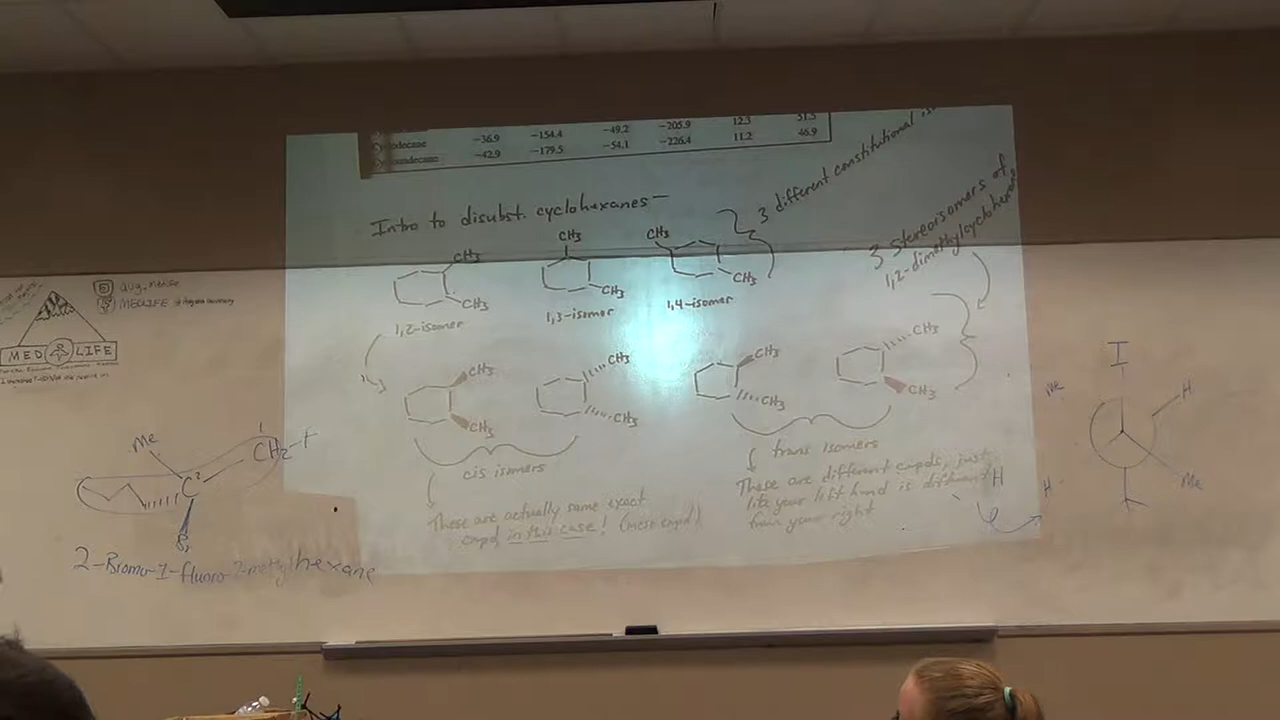 -36.9 -154.4 -49.2 -205.9 12.3 51.5
-42.9 -179.5 -54.1 -226.4 11.2 46.9
Intro to disubst. cyclohexanes-
3 different constitutional
CH3
CH3
CH3
CH3
CH3
CH3
1,2-isomer
1,3-isomer
1,4-isomer
3 stereoisomers of
1,2-dimethylcyclohexane
CH3
CH3
CH3
CH3
CH3
CH3
CH3
CH3
cis isomers
trans isomers
These are actually same exact
cmpd in this case! (meso cmpd)
These are different cmpds, just
like your left hand is different
from your right
aug_medlife
MEDLIFE
MED LIFE
Me
1
CH2-F
C2
Br
2-Bromo-1-fluoro-2-methylhexane
I
Me
H
H
H
Me